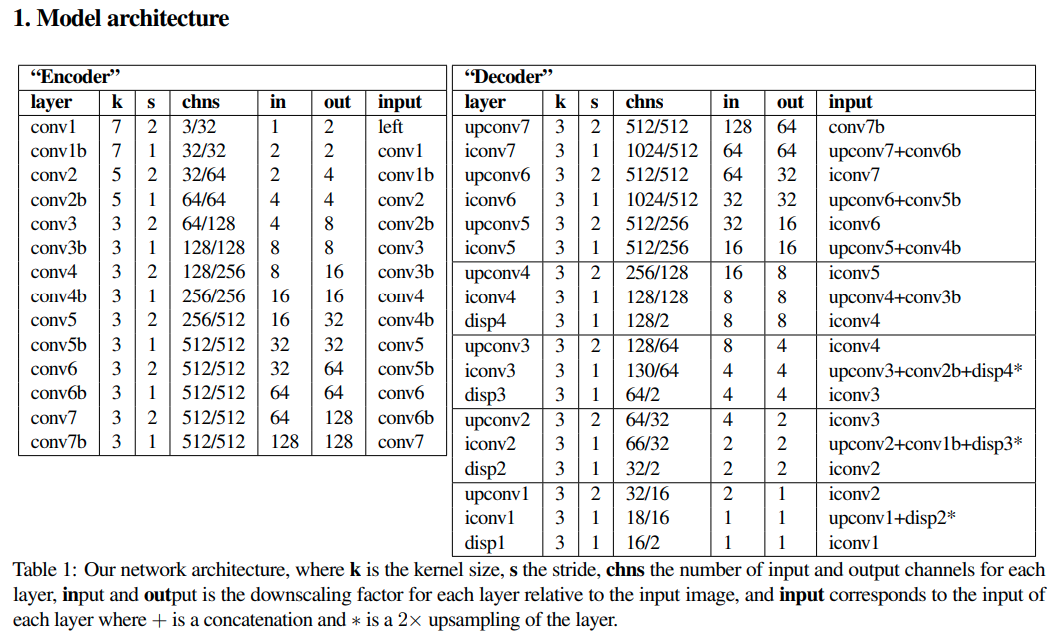 1. Model architecture
“Encoder”
layer k s chns in out input
conv1 7 2 3/32 1 2 left
conv1b 7 1 32/32 2 2 conv1
conv2 5 2 32/64 2 4 conv1b
conv2b 5 1 64/64 4 4 conv2
conv3 3 2 64/128 4 8 conv2b
conv3b 3 1 128/128 8 8 conv3
conv4 3 2 128/256 8 16 conv3b
conv4b 3 1 256/256 16 16 conv4
conv5 3 2 256/512 16 32 conv4b
conv5b 3 1 512/512 32 32 conv5
conv6 3 2 512/512 32 64 conv5b
conv6b 3 1 512/512 64 64 conv6
conv7 3 2 512/512 64 128 conv6b
conv7b 3 1 512/512 128 128 conv7
“Decoder”
layer k s chns in out input
upconv7 3 2 512/512 128 64 conv7b
iconv7 3 1 1024/512 64 64 upconv7+conv6b
upconv6 3 2 512/512 64 32 iconv7
iconv6 3 1 1024/512 32 32 upconv6+conv5b
upconv5 3 2 512/256 32 16 iconv6
iconv5 3 1 512/256 16 16 upconv5+conv4b
upconv4 3 2 256/128 16 8 iconv5
iconv4 3 1 128/128 8 8 upconv4+conv3b
disp4 3 1 128/2 8 8 iconv4
upconv3 3 2 128/64 8 4 iconv4
iconv3 3 1 130/64 4 4 upconv3+conv2b+disp4*
disp3 3 1 64/2 4 4 iconv3
upconv2 3 2 64/32 4 2 iconv3
iconv2 3 1 66/32 2 2 upconv2+conv1b+disp3*
disp2 3 1 32/2 2 2 iconv2
upconv1 3 2 32/16 2 1 iconv2
iconv1 3 1 18/16 1 1 upconv1+disp2*
disp1 3 1 16/2 1 1 iconv1
Table 1: Our network architecture, where k is the kernel size, s the stride, chns the number of input and output channels for each
layer, input and output is the downscaling factor for each layer relative to the input image, and input corresponds to the input of
each layer where + is a concatenation and ∗ is a 2× upsampling of the layer.